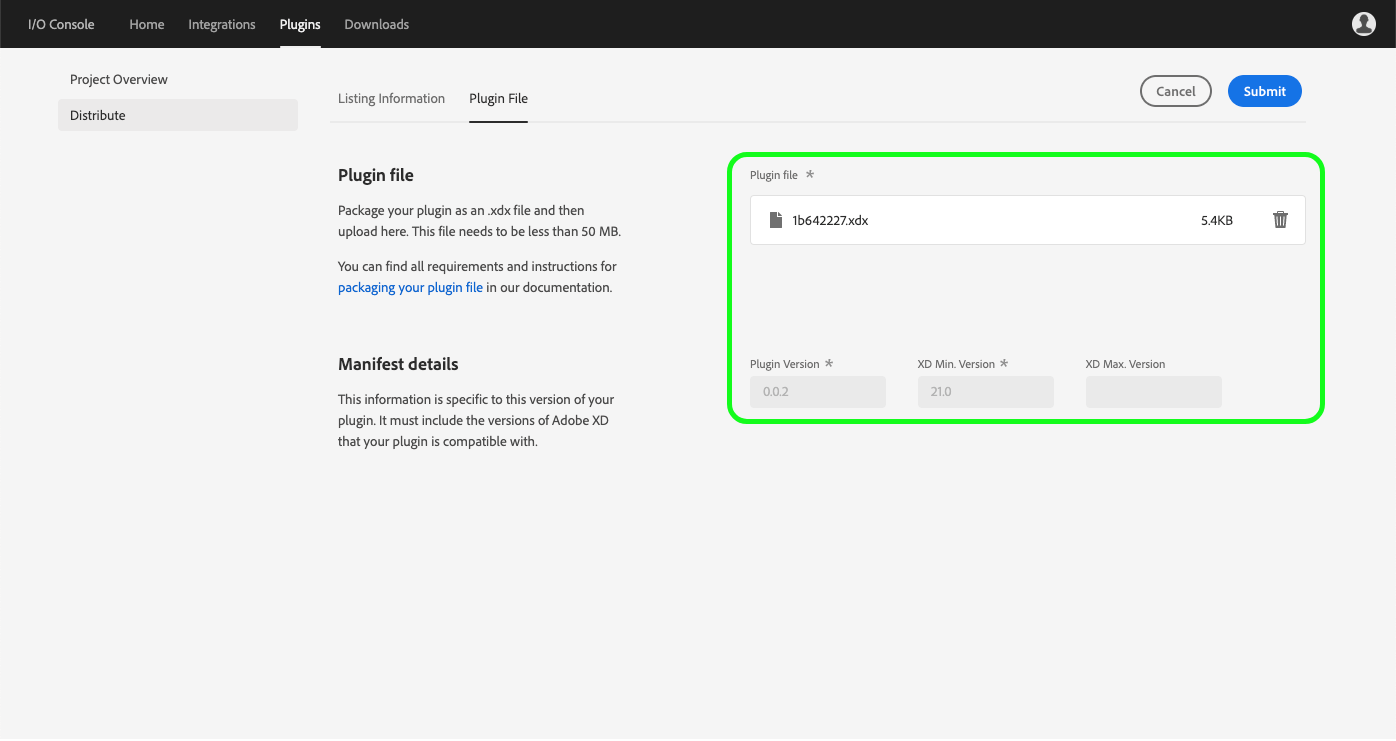 I/O Console Home Integrations Plugins Downloads
Project Overview
Distribute
Listing Information Plugin File
Cancel Submit
Plugin file
Package your plugin as an .xdx file and then
upload here. This file needs to be less than 50 MB.
You can find all requirements and instructions for
packaging your plugin file in our documentation.
Plugin file *
1b642227.xdx 5.4KB
Manifest details
This information is specific to this version of your
plugin. It must include the versions of Adobe XD
that your plugin is compatible with.
Plugin Version * XD Min. Version * XD Max. Version
0.0.2 21.0